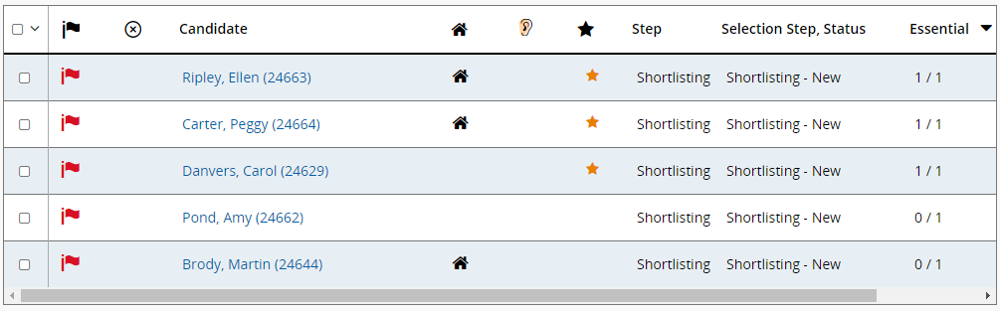 Candidate Step Selection Step, Status Essential
Ripley, Ellen (24663) Shortlisting Shortlisting - New 1 / 1
Carter, Peggy (24664) Shortlisting Shortlisting - New 1 / 1
Danvers, Carol (24629) Shortlisting Shortlisting - New 1 / 1
Pond, Amy (24662) Shortlisting Shortlisting - New 0 / 1
Brody, Martin (24644) Shortlisting Shortlisting - New 0 / 1